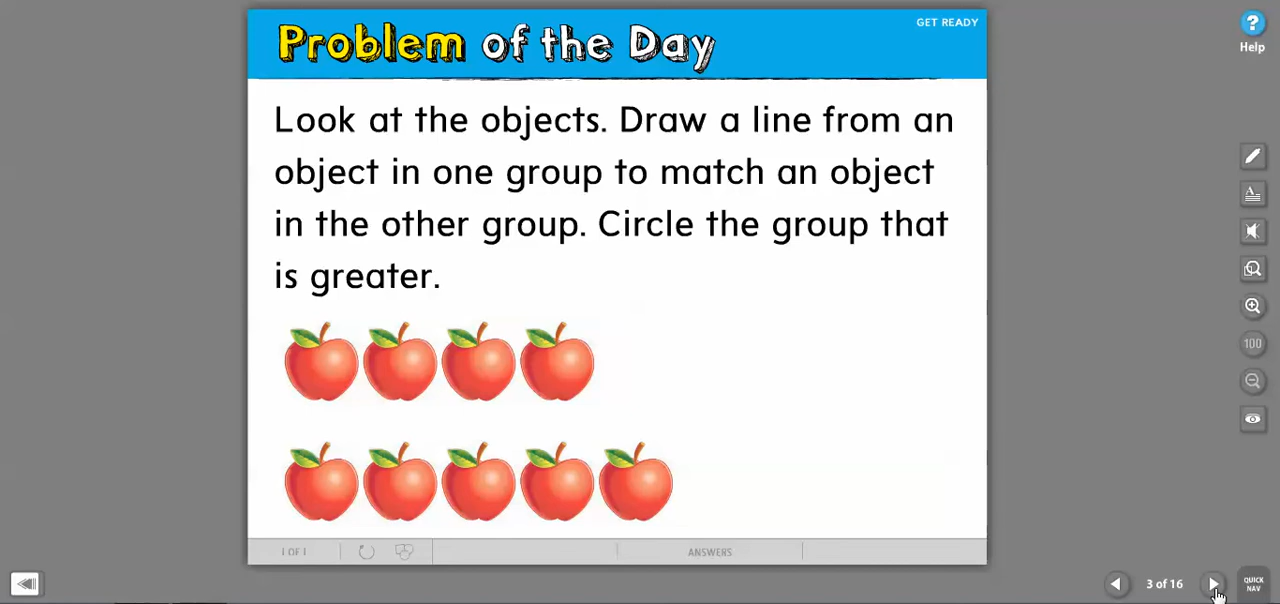 Problem of the Day
GET READY
Help
Look at the objects. Draw a line from an
object in one group to match an object
in the other group. Circle the group that
is greater.
100
1 OF 1
ANSWERS
3 of 16
QUICK
NAV